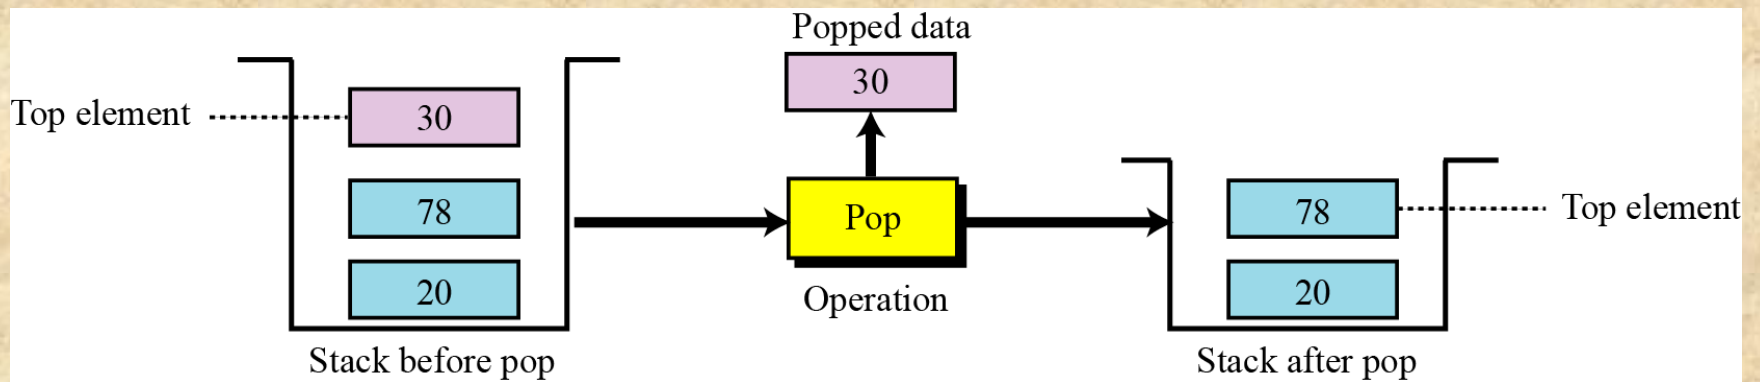 Popped data
30
Top element
30
78
20
Stack before pop
Pop
Operation
78
Top element
20
Stack after pop